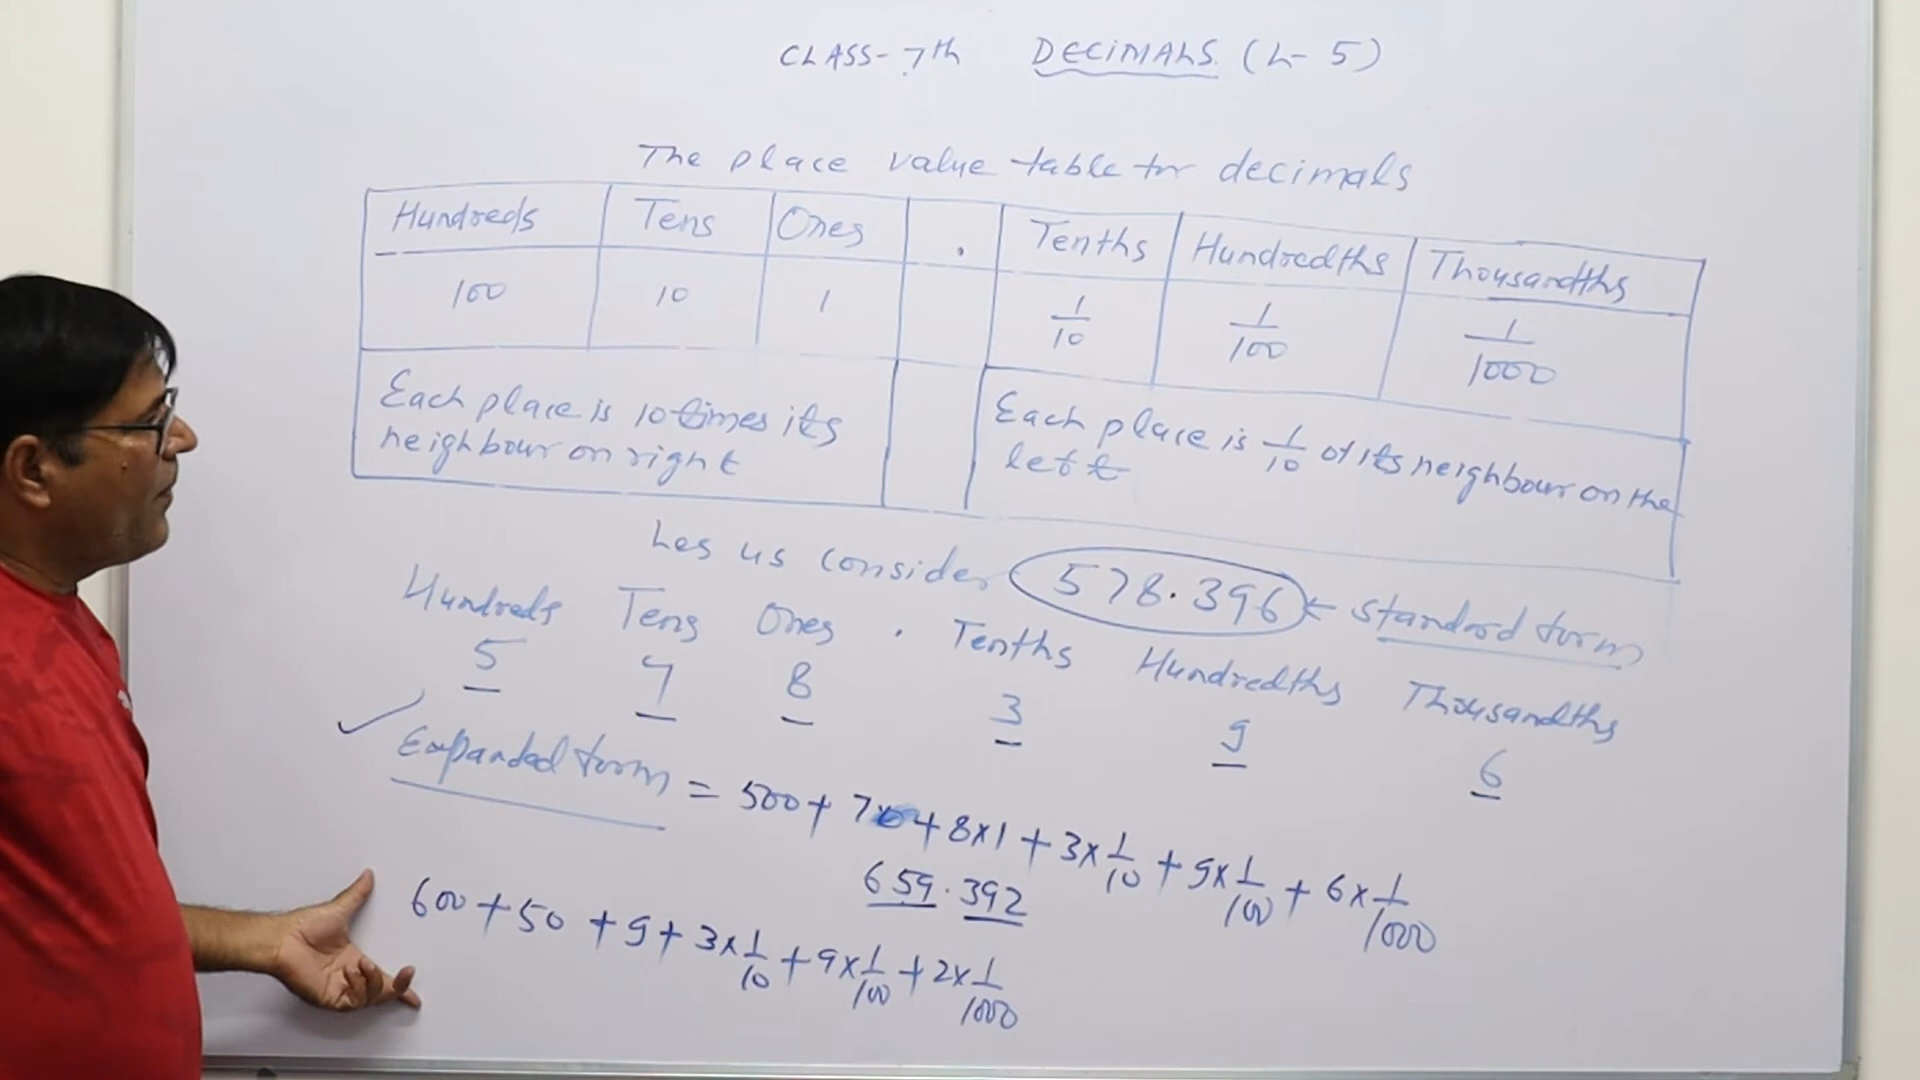 CLASS-7th DECIMALS. (L-5)
The place value table for decimals
Hundreds Tens Ones . Tenths Hundredths Thousandths
100 10 1 1/10 1/100 1/1000
Each place is 10 times its
neighbour on right
Each place is 1/10 of its neighbour on the
left
Les us consider 578.396 ← standard form
Hundreds Tens Ones . Tenths Hundredths Thousandths
5 7 8 3 9 6
Expanded form = 500 + 70 + 8×1 + 3×1/10 + 9×1/100 + 6×1/1000
659.392
600 + 50 + 9 + 3×1/10 + 9×1/100 + 2×1/1000